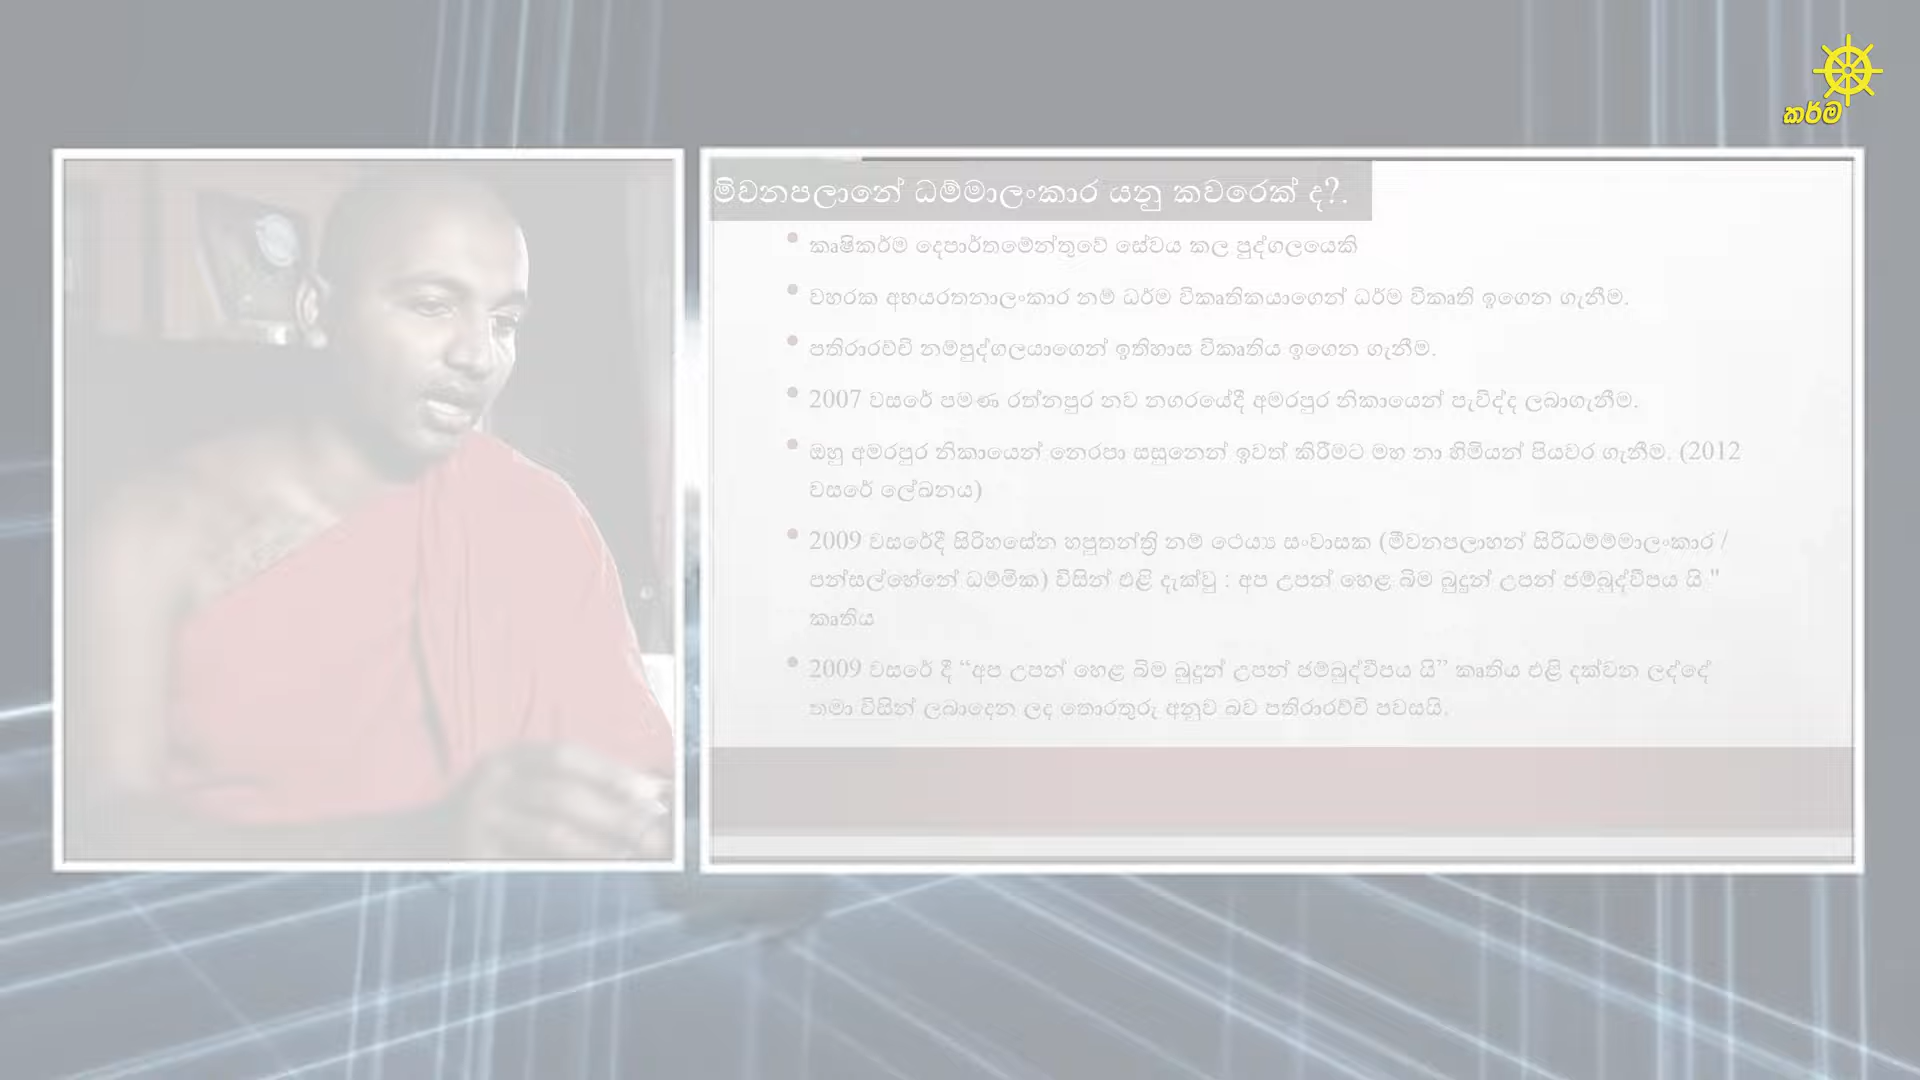 කර්ම
මිවනපලානේ ධම්මාලංකාර යනු කවරෙක් ද?.
• කෘෂිකර්ම දෙපාර්තමේන්තුවේ සේවය කල පුද්ගලයෙකි
• වහරක අභයරතනාලංකාර නම් ධර්ම විකෘතිකයාගෙන් ධර්ම විකෘති ඉගෙන ගැනීම.
• පතිරාරච්චි නම්පුද්ගලයාගෙන් ඉතිහාස විකෘතිය ඉගෙන ගැනීම.
• 2007 වසරේ පමණ රත්නපුර නව නගරයේදී අමරපුර නිකායෙන් පැවිද්ද ලබාගැනීම.
• ඔහු අමරපුර නිකායෙන් නෙරපා සසුනෙන් ඉවත් කිරීමට මහ නා හිමියන් පියවර ගැනීම. (2012
වසරේ ලේඛනය)
• 2009 වසරේදී සිරිහසේන හපුතන්ත්‍රි නම් ථෙය්‍ය සංවාසක (මීවනපලාහන් සිරිධම්ම්මාලංකාර /
පන්සල්හේනේ ධම්මික) විසින් එළි දැක්වූ : අප උපන් හෙළ බිම බුදුන් උපන් ජම්බුද්වීපය යි "
කෘතිය
• 2009 වසරේ දී “අප උපන් හෙළ බිම බුදුන් උපන් ජම්බුද්වීපය යි” කෘතිය එළි දක්වන ලද්දේ
තමා විසින් ලබාදෙන ලද තොරතුරු අනුව බව පතිරාරච්චි පවසයි.